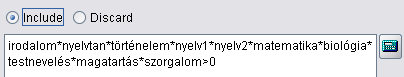 Include Discard
irodalom*nyelvtan*történelem*nyelv1*nyelv2*matematika*biológia*
testnevelés*magatartás*szorgalom>0